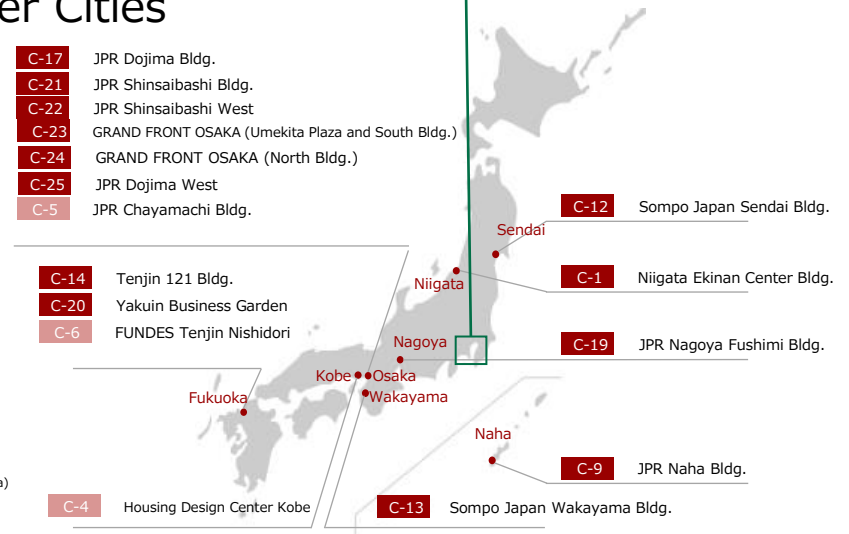 er Cities
C-17 JPR Dojima Bldg.
C-21 JPR Shinsaibashi Bldg.
C-22 JPR Shinsaibashi West
C-23 GRAND FRONT OSAKA (Umekita Plaza and South Bldg.)
C-24 GRAND FRONT OSAKA (North Bldg.)
C-25 JPR Dojima West
C-5 JPR Chayamachi Bldg.
C-12 Sompo Japan Sendai Bldg.
Sendai
C-14 Tenjin 121 Bldg.
C-20 Yakuin Business Garden
C-6 FUNDES Tenjin Nishidori
Niigata
C-1 Niigata Ekinan Center Bldg.
Nagoya
C-19 JPR Nagoya Fushimi Bldg.
Kobe
Osaka
Wakayama
Fukuoka
Naha
C-9 JPR Naha Bldg.
a)
C-4 Housing Design Center Kobe
C-13 Sompo Japan Wakayama Bldg.